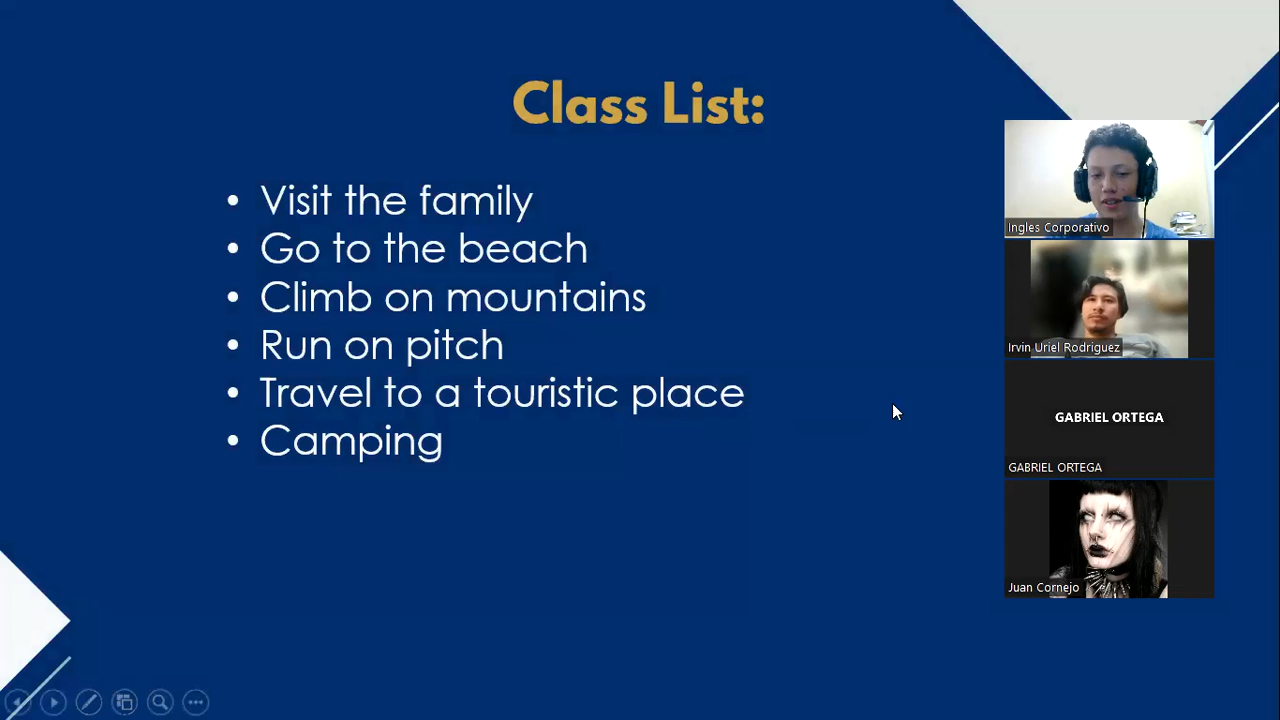 Class List:
• Visit the family
• Go to the beach
• Climb on mountains
• Run on pitch
• Travel to a touristic place
• Camping
Ingles Corporativo
Irvin Uriel Rodriguez
GABRIEL ORTEGA
GABRIEL ORTEGA
Juan Cornejo